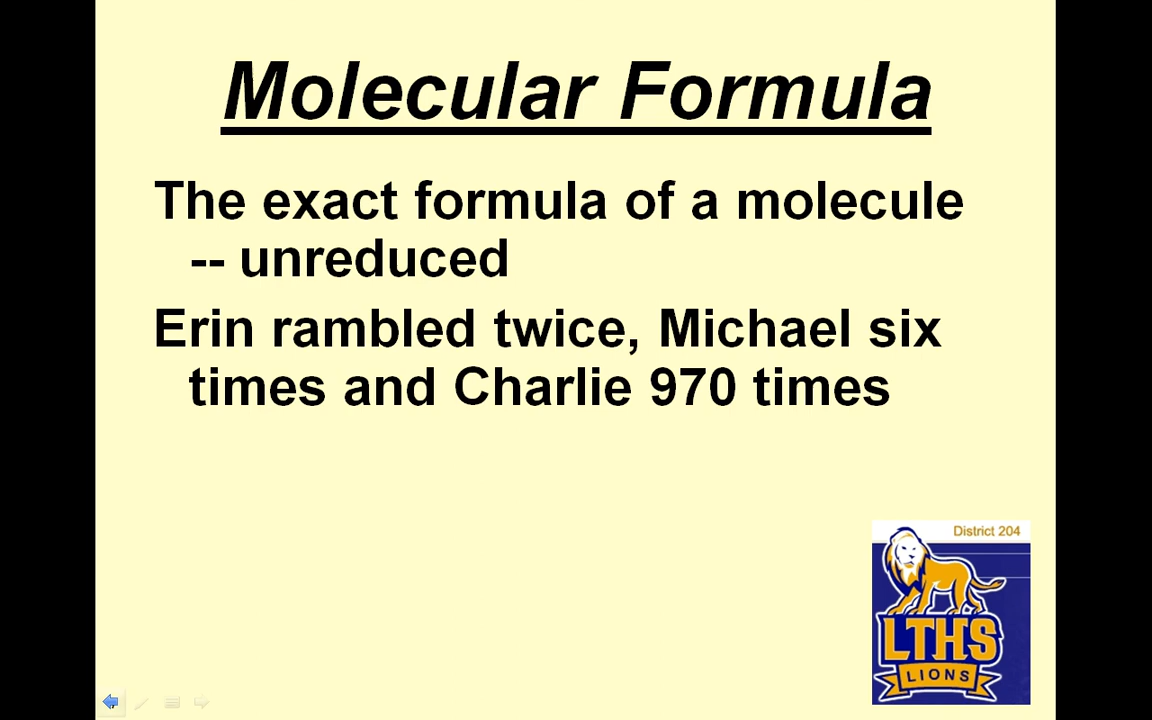 Molecular Formula
The exact formula of a molecule
-- unreduced
Erin rambled twice, Michael six
times and Charlie 970 times
District 204
LTHS
LIONS